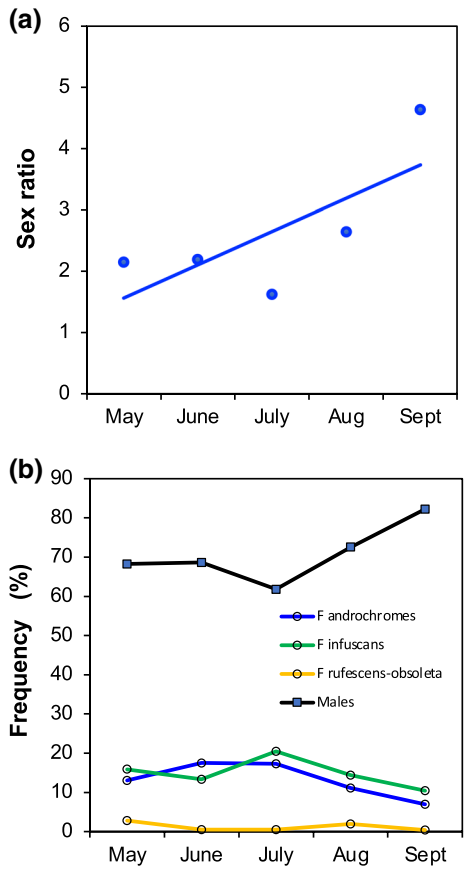 (a)
Sex ratio
6
5
4
3
2
1
0
May June July Aug Sept
(b)
Frequency (%)
90
80
70
60
50
40
30
20
10
0
F androchromes
F infuscans
F rufescens-obsoleta
Males
May June July Aug Sept